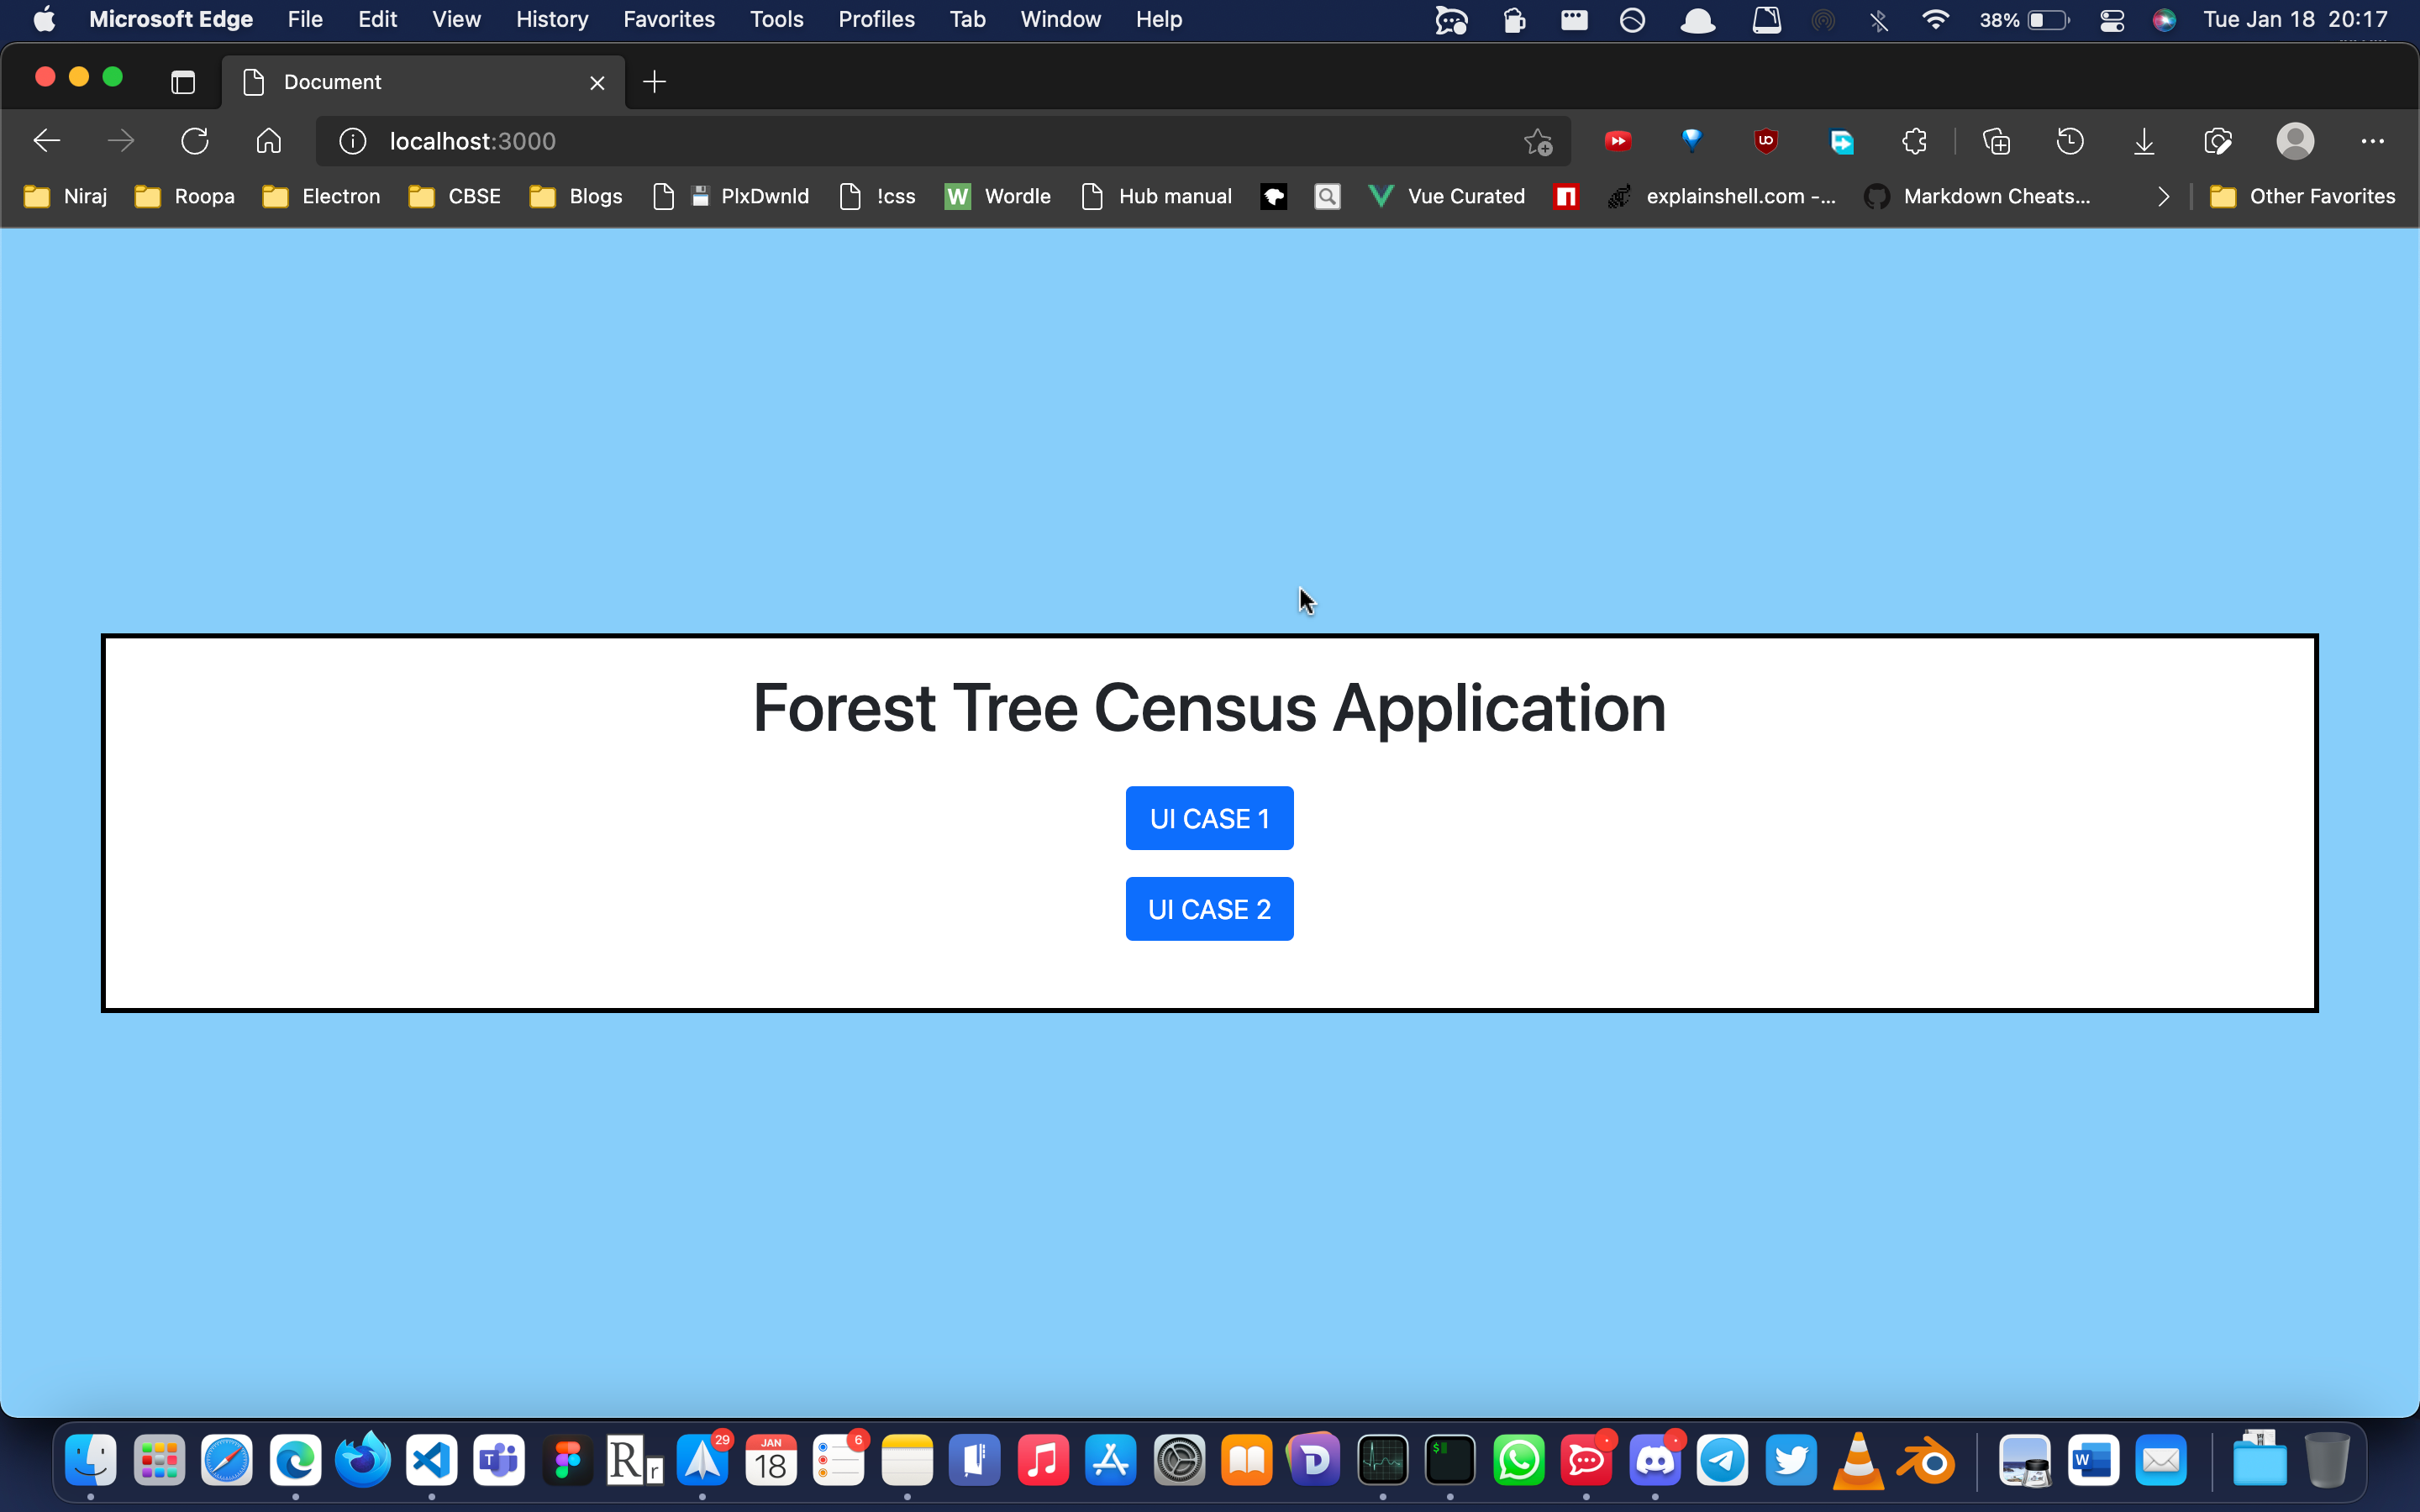 Microsoft Edge File Edit View History Favorites Tools Profiles Tab Window Help 38% Tue Jan 18 20:17
Document
localhost:3000
Niraj Roopa Electron CBSE Blogs PlxDwnld !css W Wordle Hub manual Vue Curated n explainshell.com -... Markdown Cheats... Other Favorites
Forest Tree Census Application
UI CASE 1
UI CASE 2
29 JAN 18 6